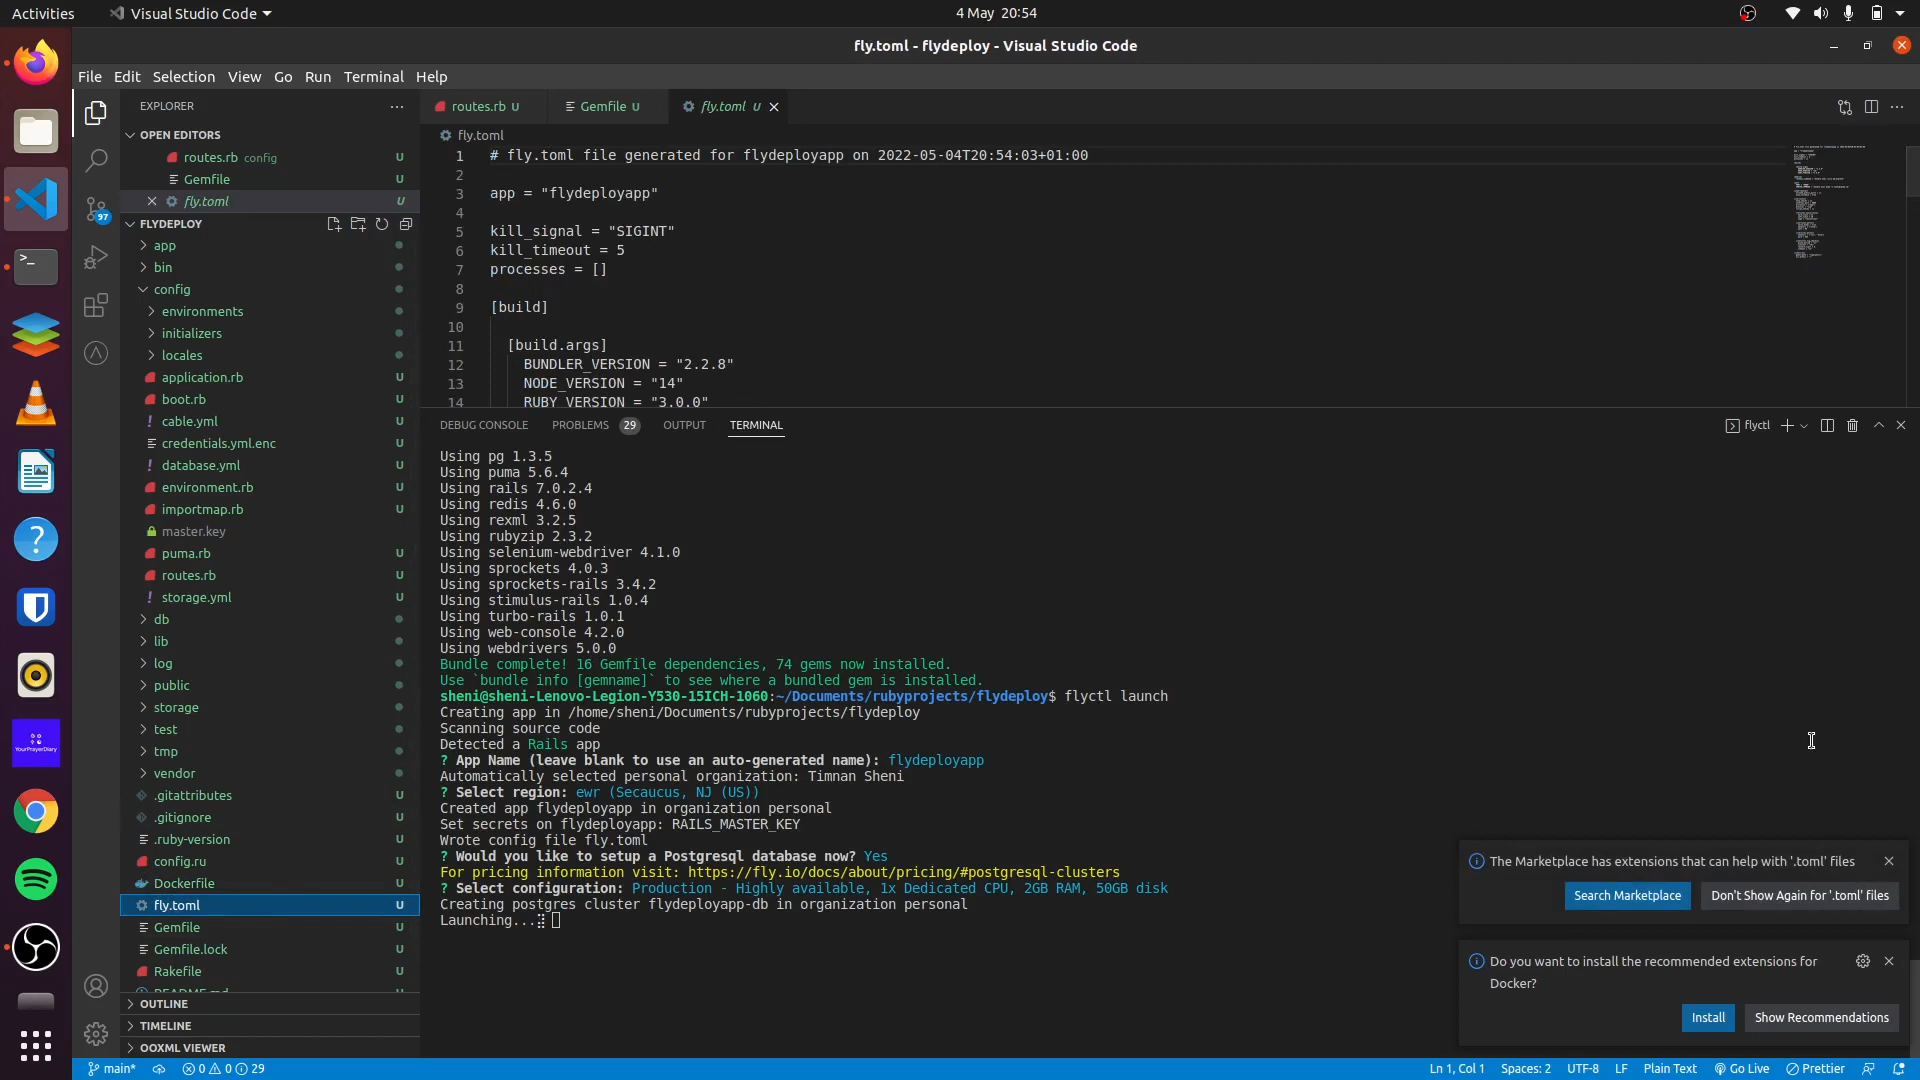 Activities
Visual Studio Code
4 May 20:54
fly.toml - flydeploy - Visual Studio Code
File Edit Selection View Go Run Terminal Help
EXPLORER
OPEN EDITORS
routes.rb config U
Gemfile U
fly.toml U
FLYDEPLOY
app
bin
config
environments
initializers
locales
application.rb U
boot.rb U
cable.yml U
credentials.yml.enc U
database.yml U
environment.rb U
importmap.rb U
master.key
puma.rb U
routes.rb U
storage.yml U
db
lib
log
public
storage
test
tmp
vendor
.gitattributes U
.gitignore U
.ruby-version U
config.ru U
Dockerfile U
fly.toml U
Gemfile U
Gemfile.lock U
Rakefile U
OUTLINE
TIMELINE
OOXML VIEWER
97
YourPrayerDiary
routes.rb U
Gemfile U
fly.toml U
fly.toml
1 # fly.toml file generated for flydeployapp on 2022-05-04T20:54:03+01:00
2
3 app = "flydeployapp"
4
5 kill_signal = "SIGINT"
6 kill_timeout = 5
7 processes = []
8
9 [build]
10
11 [build.args]
12 BUNDLER_VERSION = "2.2.8"
13 NODE_VERSION = "14"
14 RUBY_VERSION = "3.0.0"
DEBUG CONSOLE PROBLEMS 29 OUTPUT TERMINAL
flyctl
Using pg 1.3.5
Using puma 5.6.4
Using rails 7.0.2.4
Using redis 4.6.0
Using rexml 3.2.5
Using rubyzip 2.3.2
Using selenium-webdriver 4.1.0
Using sprockets 4.0.3
Using sprockets-rails 3.4.2
Using stimulus-rails 1.0.4
Using turbo-rails 1.0.1
Using web-console 4.2.0
Using webdrivers 5.0.0
Bundle complete! 16 Gemfile dependencies, 74 gems now installed.
Use `bundle info [gemname]` to see where a bundled gem is installed.
sheni@sheni-Lenovo-Legion-Y530-15ICH-1060:~/Documents/rubyprojects/flydeploy$ flyctl launch
Creating app in /home/sheni/Documents/rubyprojects/flydeploy
Scanning source code
Detected a Rails app
? App Name (leave blank to use an auto-generated name): flydeployapp
Automatically selected personal organization: Timnan Sheni
? Select region: ewr (Secaucus, NJ (US))
Created app flydeployapp in organization personal
Set secrets on flydeployapp: RAILS_MASTER_KEY
Wrote config file fly.toml
? Would you like to setup a Postgresql database now? Yes
For pricing information visit: https://fly.io/docs/about/pricing/#postgresql-clusters
? Select configuration: Production - Highly available, 1x Dedicated CPU, 2GB RAM, 50GB disk
Creating postgres cluster flydeployapp-db in organization personal
Launching...
The Marketplace has extensions that can help with '.toml' files
Search Marketplace
Don't Show Again for '.toml' files
Do you want to install the recommended extensions for
Docker?
Install
Show Recommendations
main* 0 0 29
Ln 1, Col 1 Spaces: 2 UTF-8 LF Plain Text Go Live Prettier